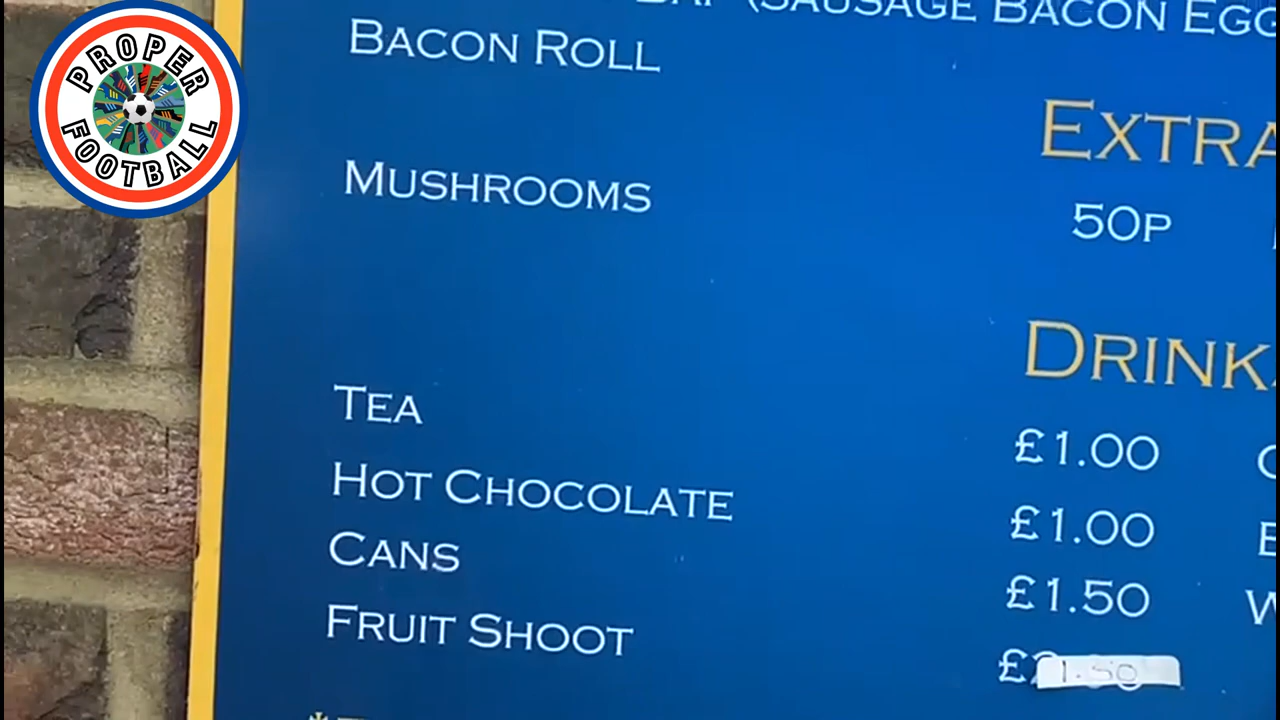 PROPER
FOOTBALL
(SAUSAGE BACON EGG
BACON ROLL
EXTRA
MUSHROOMS 50P
DRINK
TEA £1.00
HOT CHOCOLATE £1.00
CANS £1.50
FRUIT SHOOT £1.50